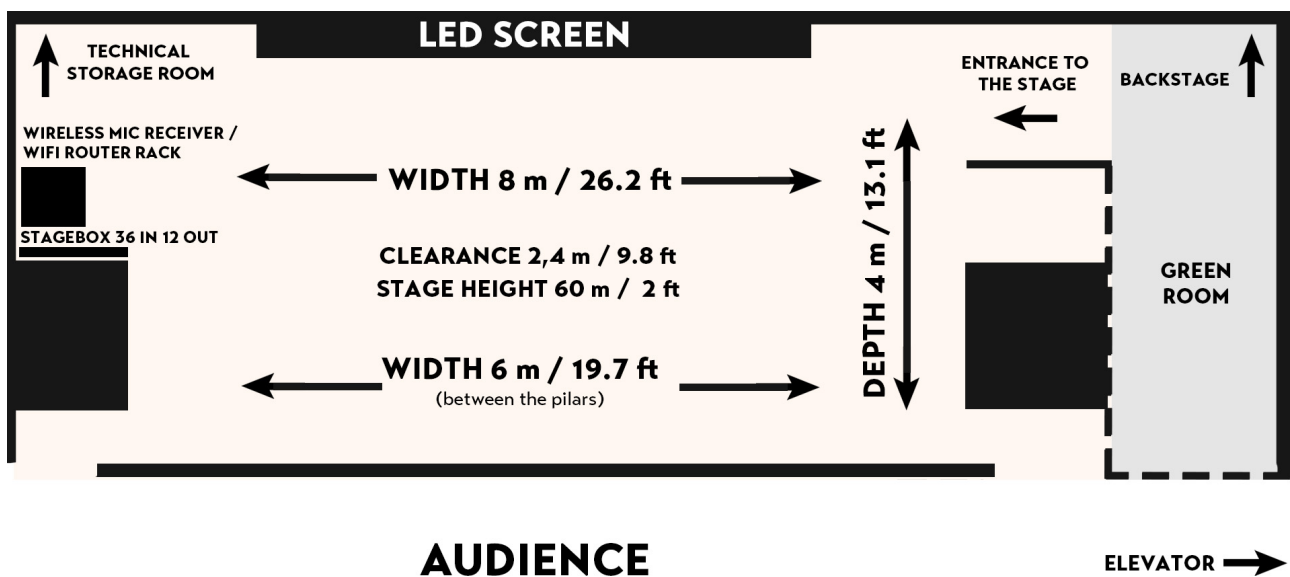 LED SCREEN
TECHNICAL
STORAGE ROOM
ENTRANCE TO
THE STAGE
BACKSTAGE
WIRELESS MIC RECEIVER /
WIFI ROUTER RACK
WIDTH 8 m / 26.2 ft
DEPTH 4 m / 13.1 ft
STAGEBOX 36 IN 12 OUT
CLEARANCE 2,4 m / 9.8 ft
STAGE HEIGHT 60 m / 2 ft
GREEN
ROOM
WIDTH 6 m / 19.7 ft
(between the pilars)
AUDIENCE
ELEVATOR